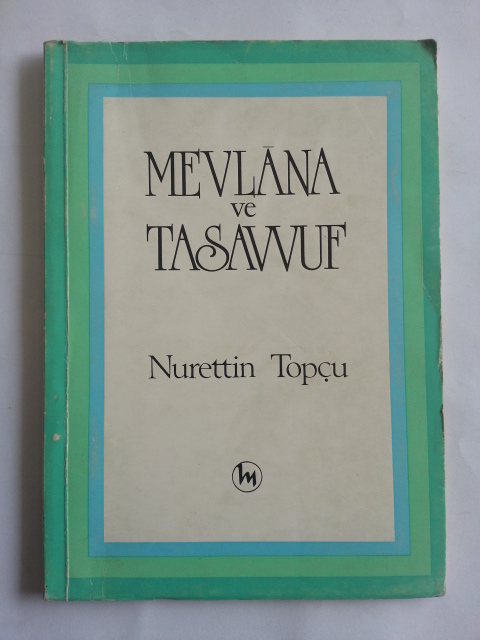 MEVLÂNA
ve
TASAVVUF
Nurettin Topçu